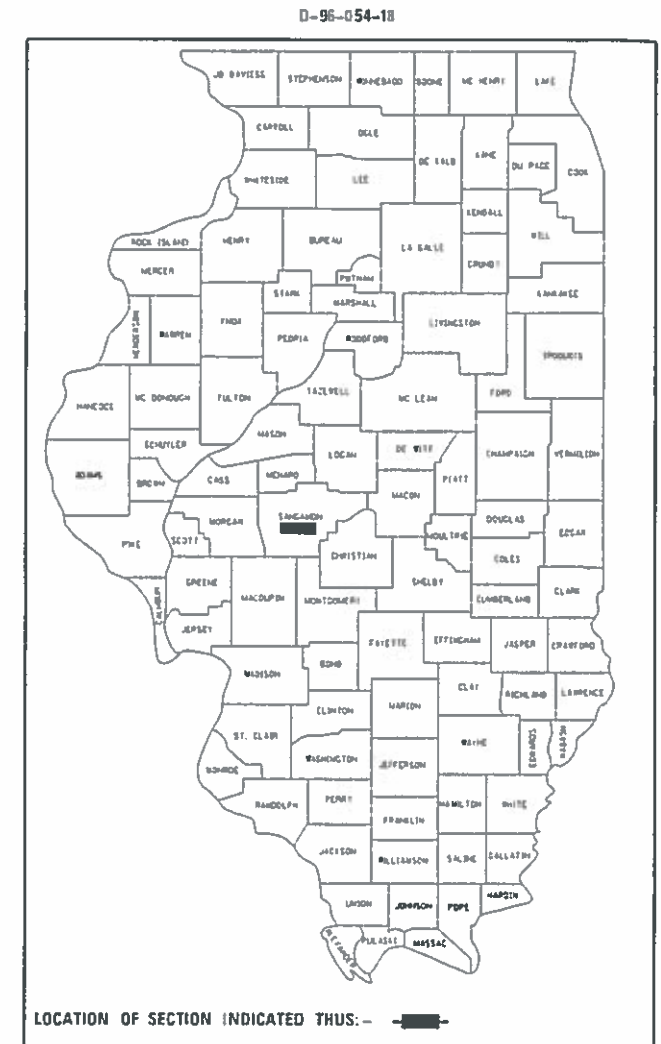 D-96-054-18
JO DAVIESS STEPHENSON WINNEBAGO BOONE MC HENRY LAKE
CARROLL OGLE
DE KALB KANE DU PAGE COOK
WHITESIDE LEE
KENDALL WILL
ROCK ISLAND HENRY BUREAU LA SALLE
GRUNDY
MERCER PUTNAM
STARK MARSHALL KANKAKEE
HENDERSON WARREN KNOX PEORIA WOODFORD LIVINGSTON
IROQUOIS
HANCOCK MC DONOUGH FULTON TAZEWELL MC LEAN FORD
MASON
SCHUYLER LOGAN DE WITT CHAMPAIGN VERMILION
ADAMS BROWN CASS MENARD PIATT
MACON
MORGAN SANGAMON DOUGLAS
PIKE SCOTT CHRISTIAN MOULTRIE EDGAR
COLES
GREENE SHELBY
CALHOUN MACOUPIN MONTGOMERY CUMBERLAND CLARK
JERSEY
FAYETTE EFFINGHAM JASPER CRAWFORD
MADISON BOND
CLAY RICHLAND LAWRENCE
CLINTON MARION
ST. CLAIR
WASHINGTON WAYNE EDWARDS WABASH
MONROE JEFFERSON
RANDOLPH PERRY HAMILTON WHITE
FRANKLIN
JACKSON WILLIAMSON SALINE GALLATIN
UNION JOHNSON POPE HARDIN
ALEXANDER PULASKI MASSAC
LOCATION OF SECTION INDICATED THUS: -